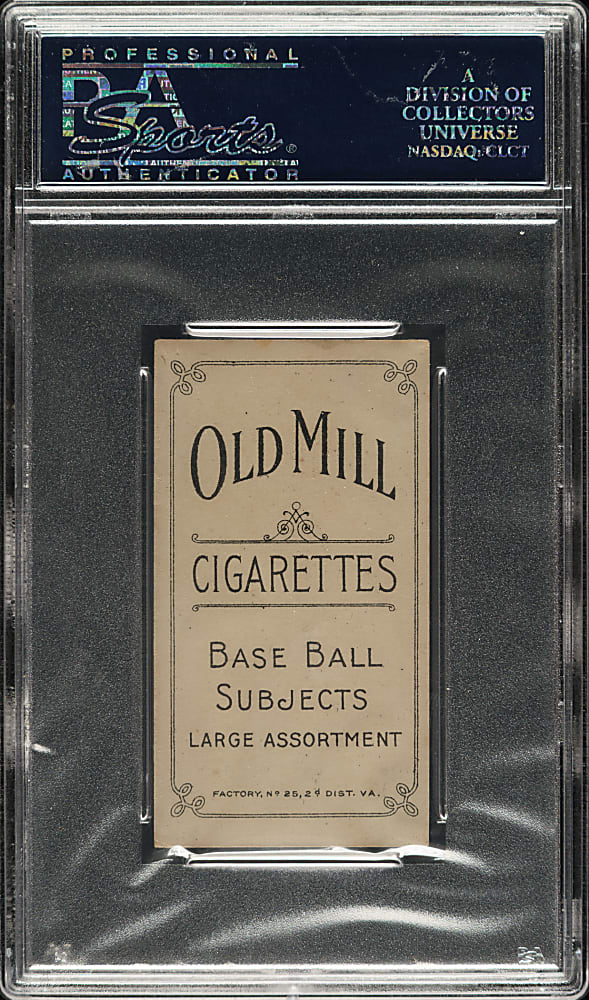 PROFESSIONAL
PSA
Sports®
AUTHENTICATOR
A
DIVISION OF
COLLECTORS
UNIVERSE
NASDAQ: CLCT
OLD MILL
CIGARETTES
BASE BALL
SUBJECTS
LARGE ASSORTMENT
FACTORY, Nº 25, 2d DIST. VA.